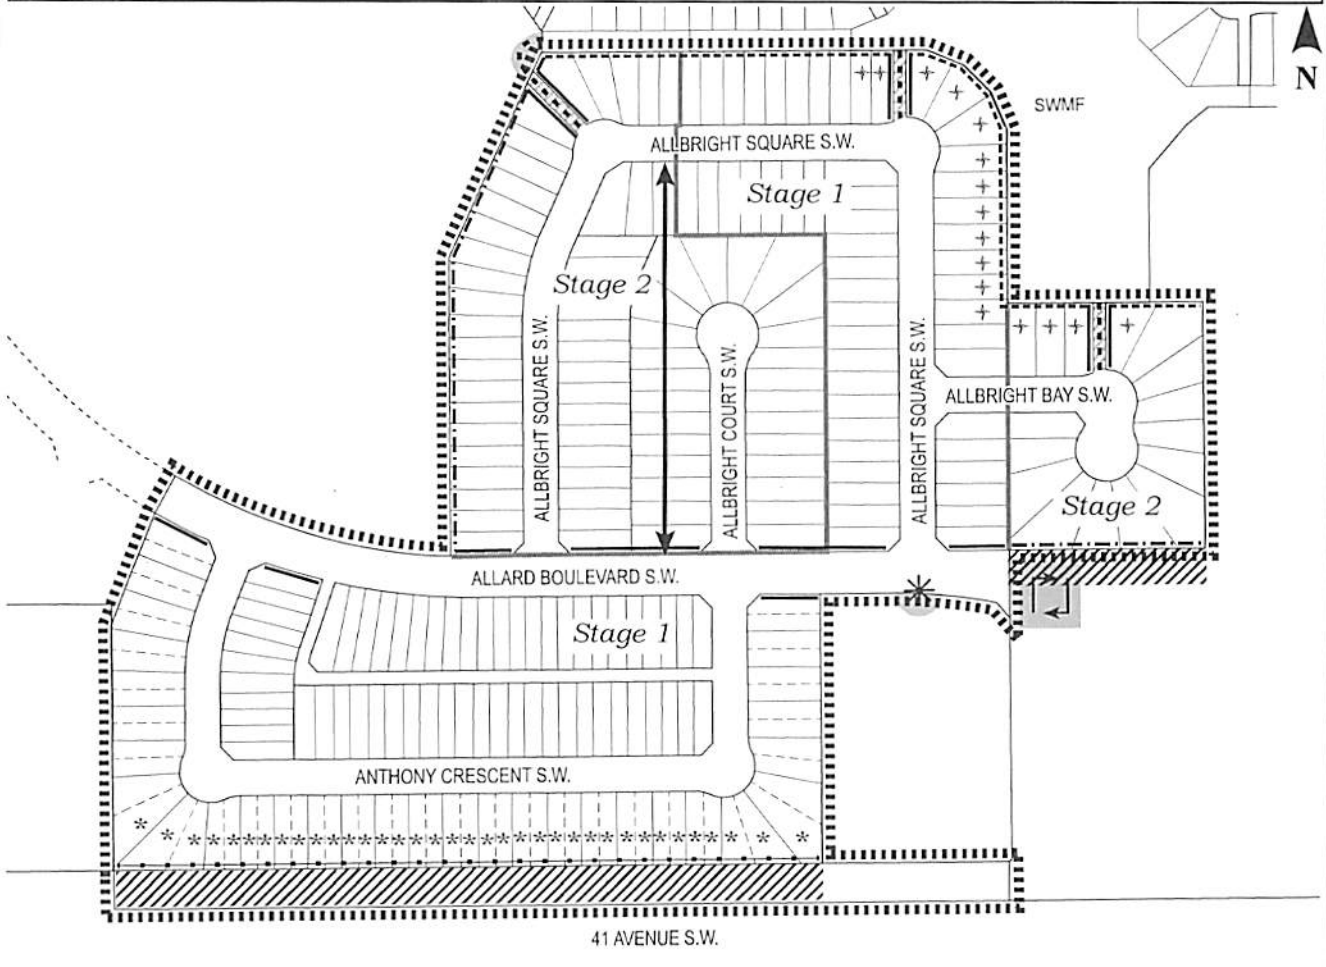 N
SWMF
ALLBRIGHT SQUARE S.W.
Stage 1
Stage 2
ALLBRIGHT SQUARE S.W.
ALLBRIGHT COURT S.W.
ALLBRIGHT SQUARE S.W.
ALLBRIGHT BAY S.W.
Stage 2
ALLARD BOULEVARD S.W.
Stage 1
ANTHONY CRESCENT S.W.
41 AVENUE S.W.